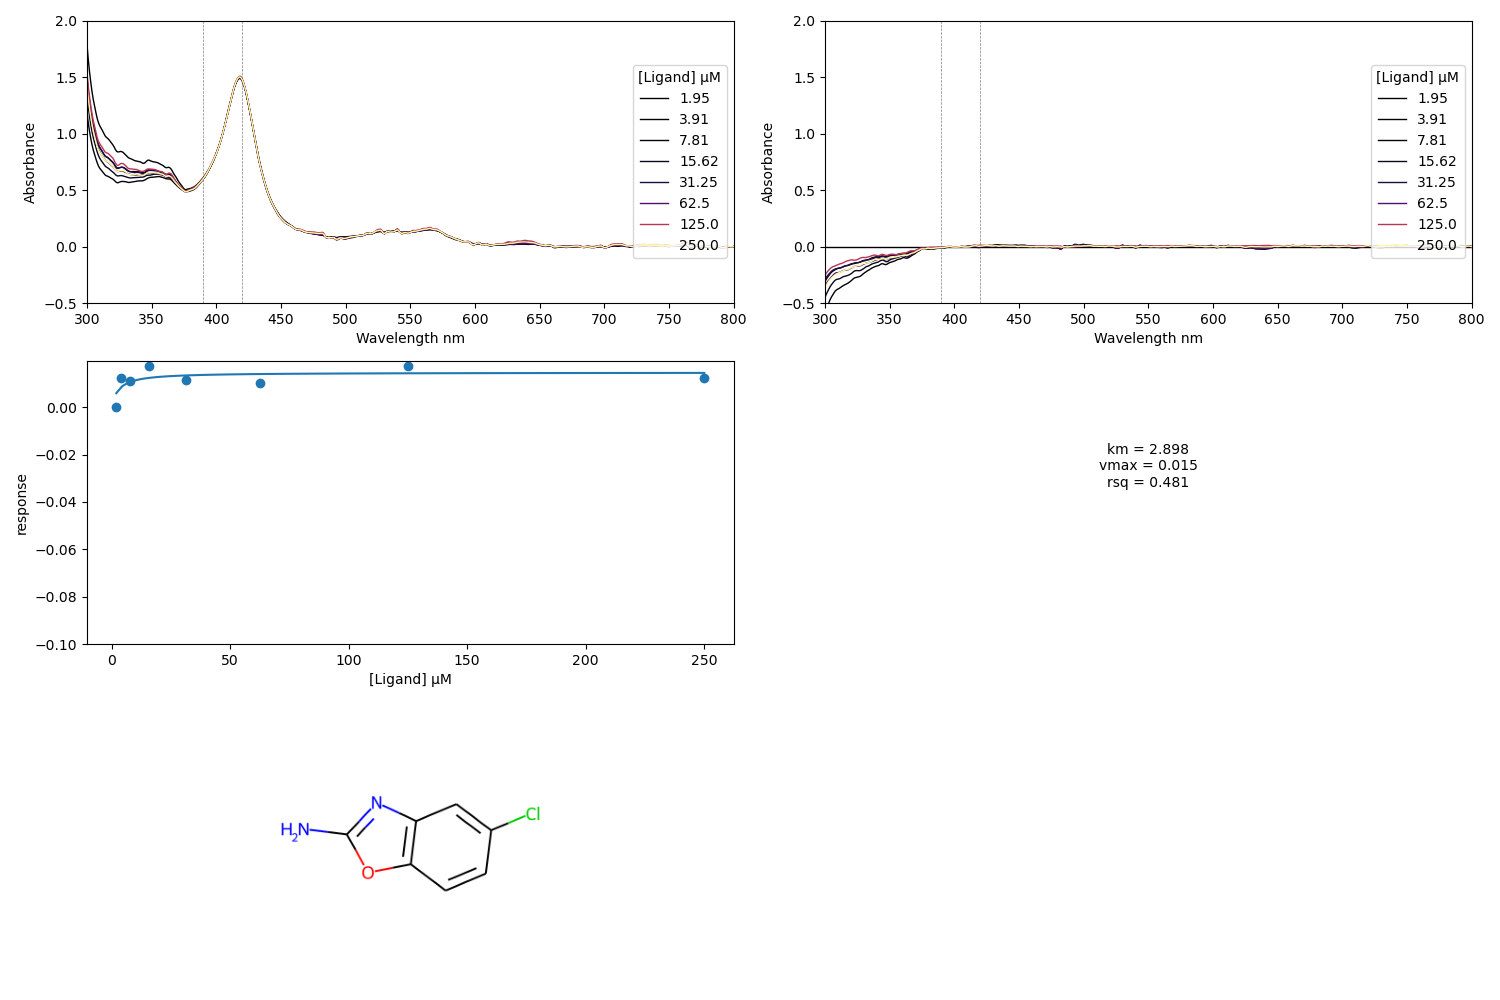 2.0
1.5
1.0
0.5
0.0
−0.5
Absorbance
300 350 400 450 500 550 600 650 700 750 800
Wavelength nm
[Ligand] μM
1.95
3.91
7.81
15.62
31.25
62.5
125.0
250.0
2.0
1.5
1.0
0.5
0.0
−0.5
Absorbance
300 350 400 450 500 550 600 650 700 750 800
Wavelength nm
[Ligand] μM
1.95
3.91
7.81
15.62
31.25
62.5
125.0
250.0
0.00
−0.02
−0.04
−0.06
−0.08
−0.10
response
0 50 100 150 200 250
[Ligand] μM
km = 2.898
vmax = 0.015
rsq = 0.481
N
H2N
O
Cl